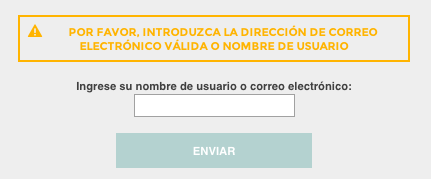 POR FAVOR, INTRODUZCA LA DIRECCIÓN DE CORREO
ELECTRÓNICO VÁLIDA O NOMBRE DE USUARIO
Ingrese su nombre de usuario o correo electrónico:
ENVIAR